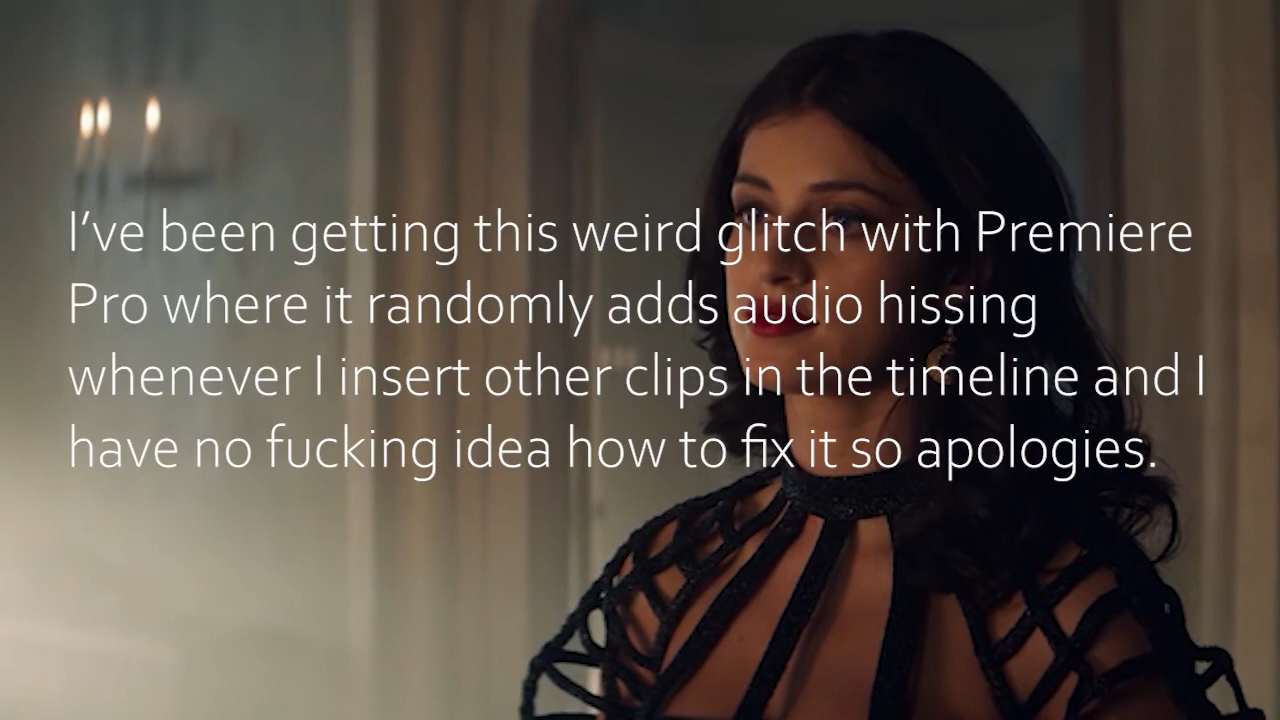 I’ve been getting this weird glitch with Premiere
Pro where it randomly adds audio hissing
whenever I insert other clips in the timeline and I
have no fucking idea how to fix it so apologies.